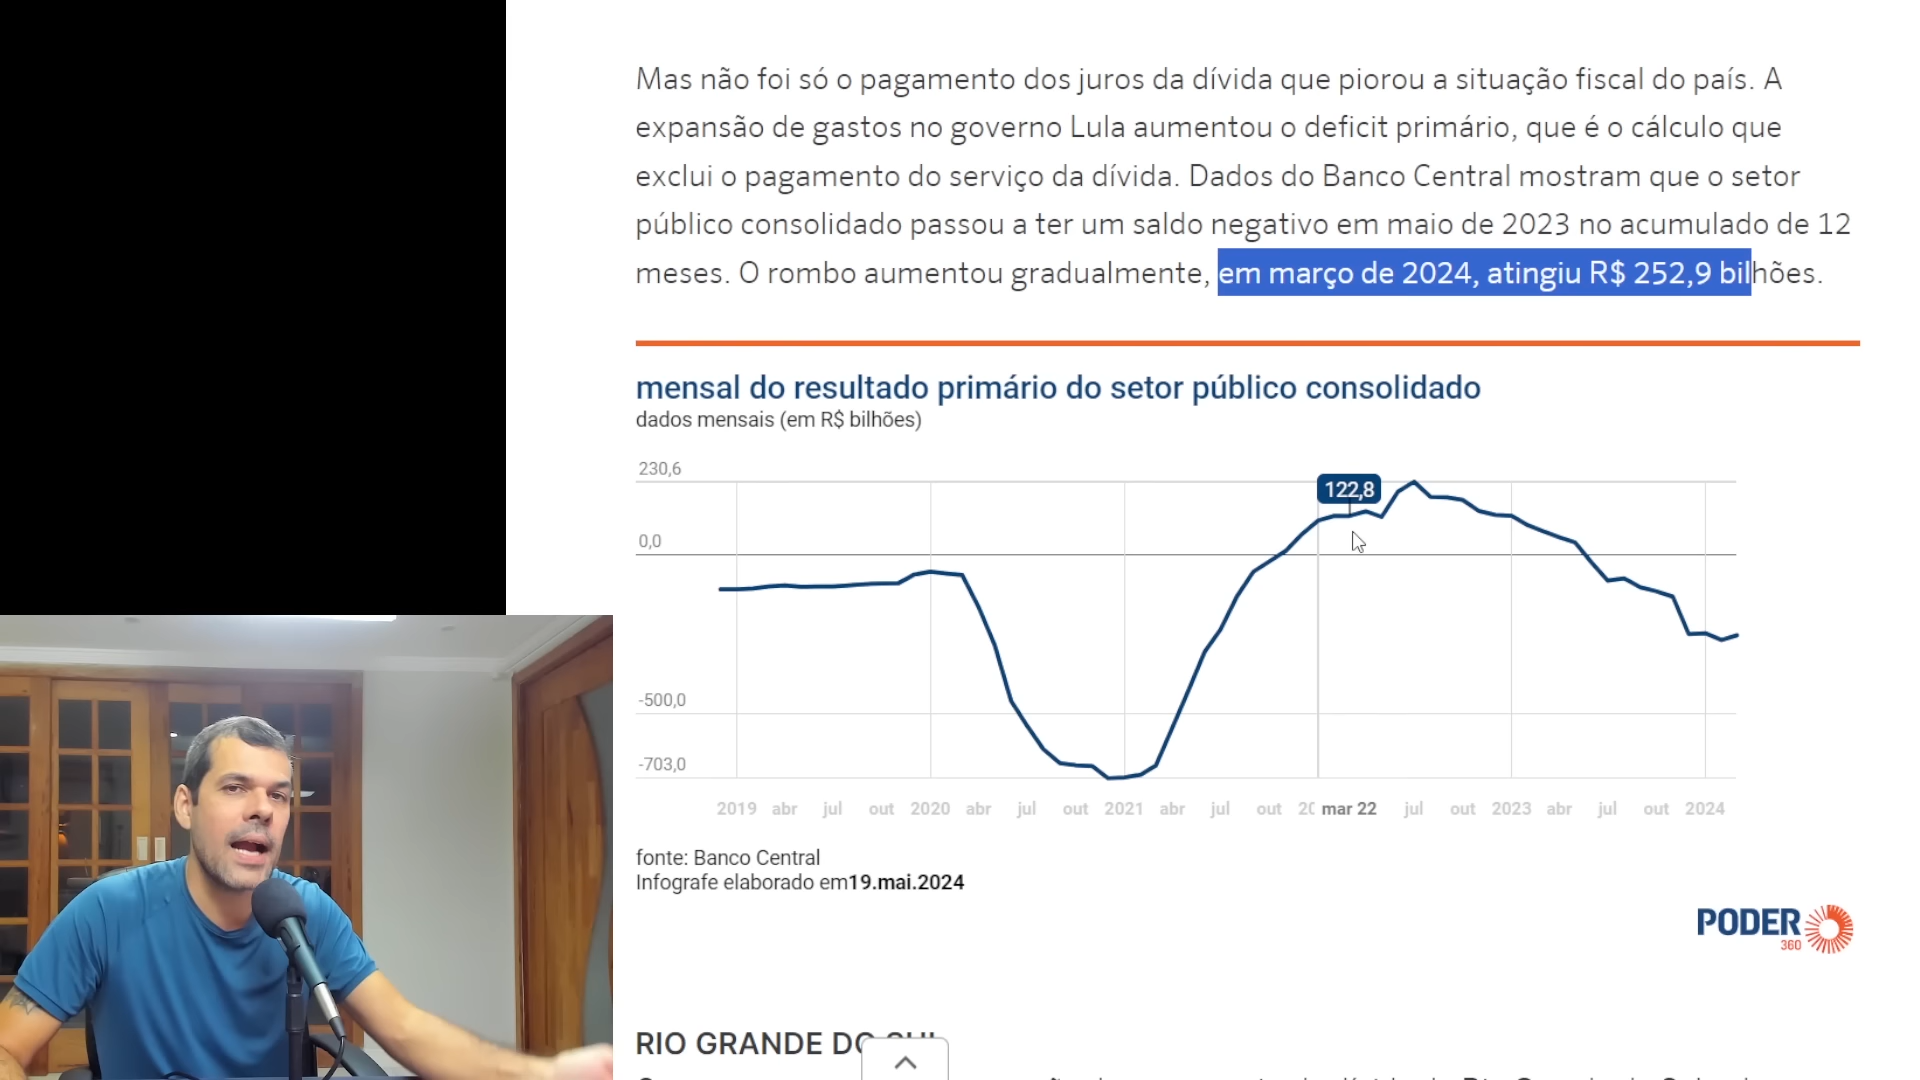 Mas não foi só o pagamento dos juros da dívida que piorou a situação fiscal do país. A
expansão de gastos no governo Lula aumentou o deficit primário, que é o cálculo que
exclui o pagamento do serviço da dívida. Dados do Banco Central mostram que o setor
público consolidado passou a ter um saldo negativo em maio de 2023 no acumulado de 12
meses. O rombo aumentou gradualmente, em março de 2024, atingiu R$ 252,9 bilhões.
mensal do resultado primário do setor público consolidado
dados mensais (em R$ bilhões)
230,6
122,8
0,0
-500,0
-703,0
2019 abr jul out 2020 abr jul out 2021 abr jul out mar 22 jul out 2023 abr jul out 2024
fonte: Banco Central
Infografe elaborado em19.mai.2024
PODER
360
RIO GRANDE DO SUL